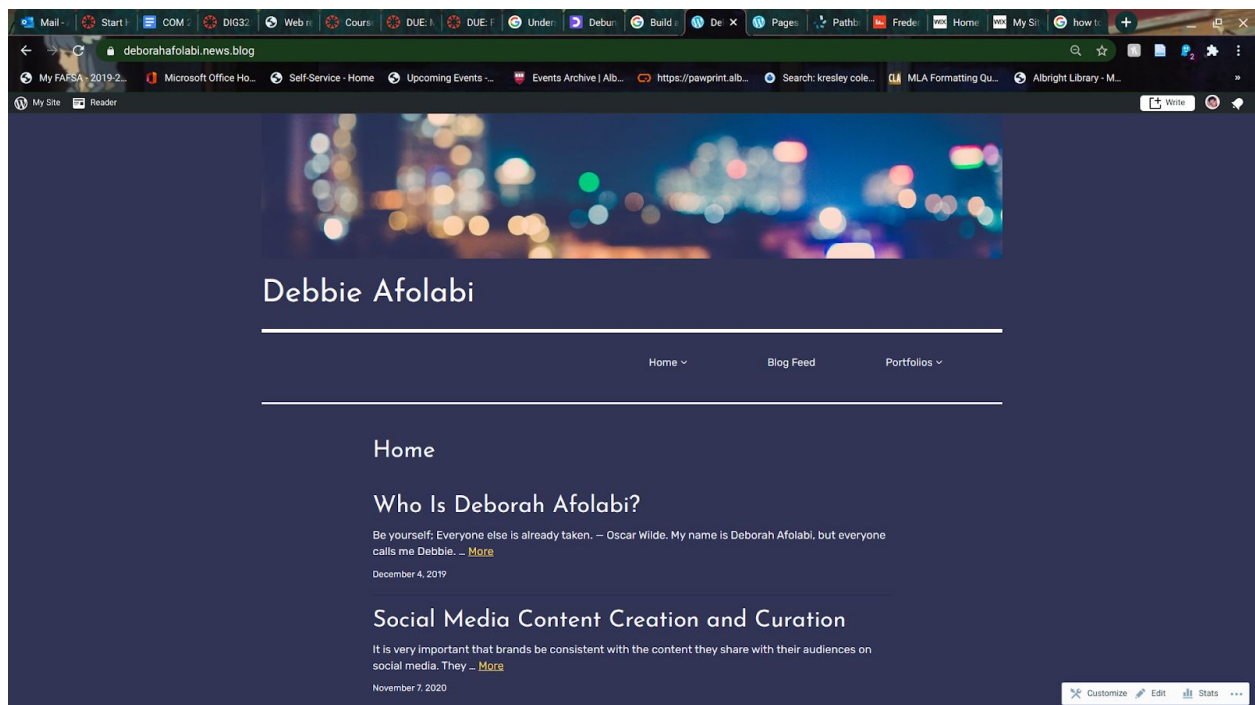 Mail - Start H COM 2 DIG32 Web re Cours DUE: M DUE: F Under Debun Build a De Pages Pathb Freder Home My Sit how to
deborahafolabi.news.blog
My FAFSA - 2019-2... Microsoft Office Ho... Self-Service - Home Upcoming Events -... Events Archive | Alb... https://pawprint.alb... Search: kresley cole... MLA Formatting Qu... Albright Library - M... »
My Site Reader Write
Debbie Afolabi
Home Blog Feed Portfolios
Home
Who Is Deborah Afolabi?
Be yourself; Everyone else is already taken. — Oscar Wilde. My name is Deborah Afolabi, but everyone
calls me Debbie. … More
December 4, 2019
Social Media Content Creation and Curation
It is very important that brands be consistent with the content they share with their audiences on
social media. They … More
November 7, 2020
Customize Edit Stats